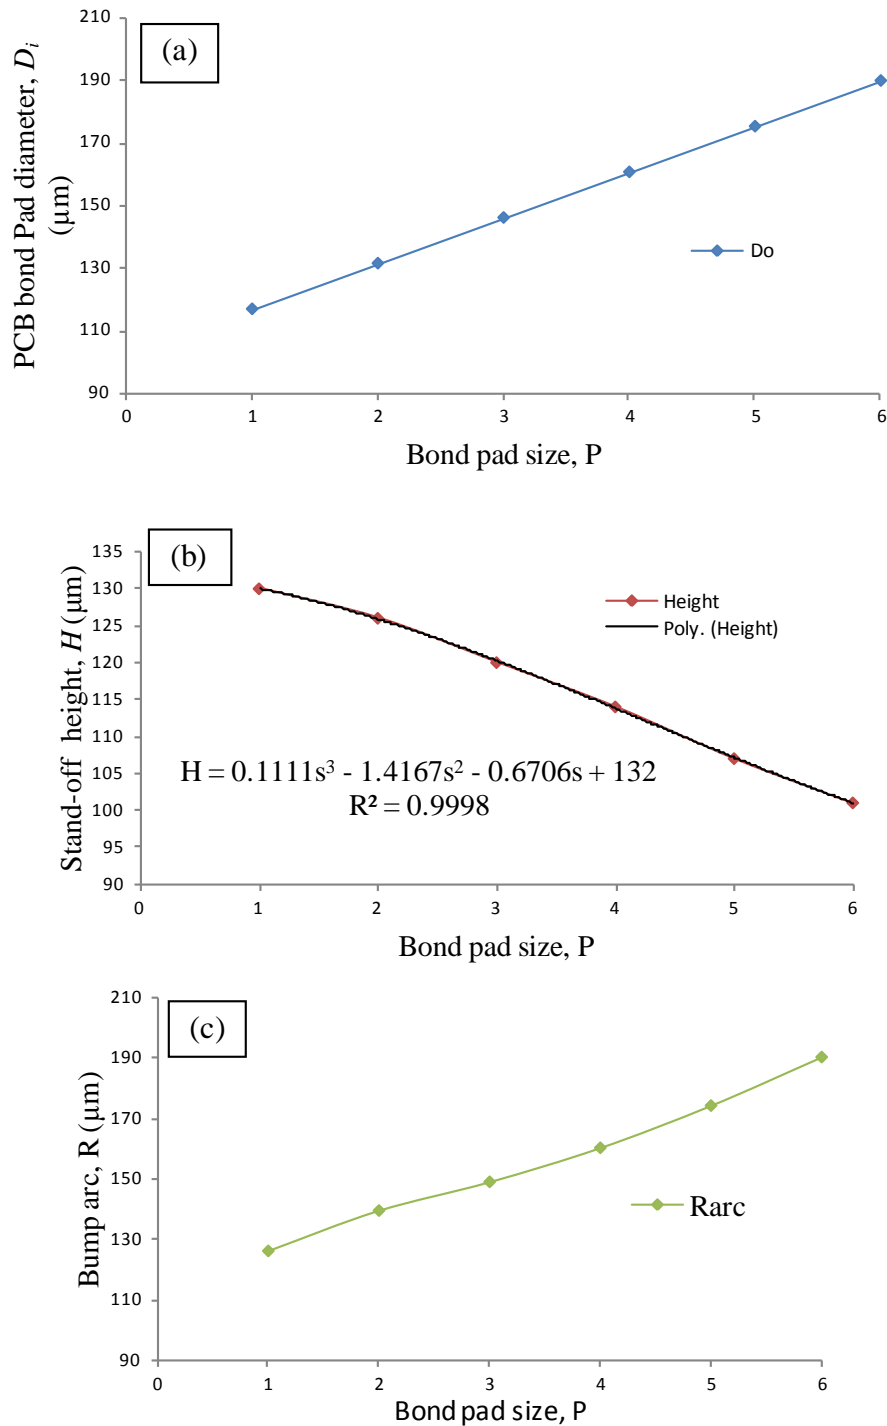 (a)
PCB bond Pad diameter, Di
(µm)
210
190
170
150
130
110
90
0 1 2 3 4 5 6
Do
Bond pad size, P
(b)
Stand-off height, H (µm)
135
130
125
120
115
110
105
100
95
90
0 1 2 3 4 5 6
Height
Poly. (Height)
H = 0.1111s³ - 1.4167s² - 0.6706s + 132
R² = 0.9998
Bond pad size, P
(c)
Bump arc, R (µm)
210
190
170
150
130
110
90
0 1 2 3 4 5 6
Rarc
Bond pad size, P